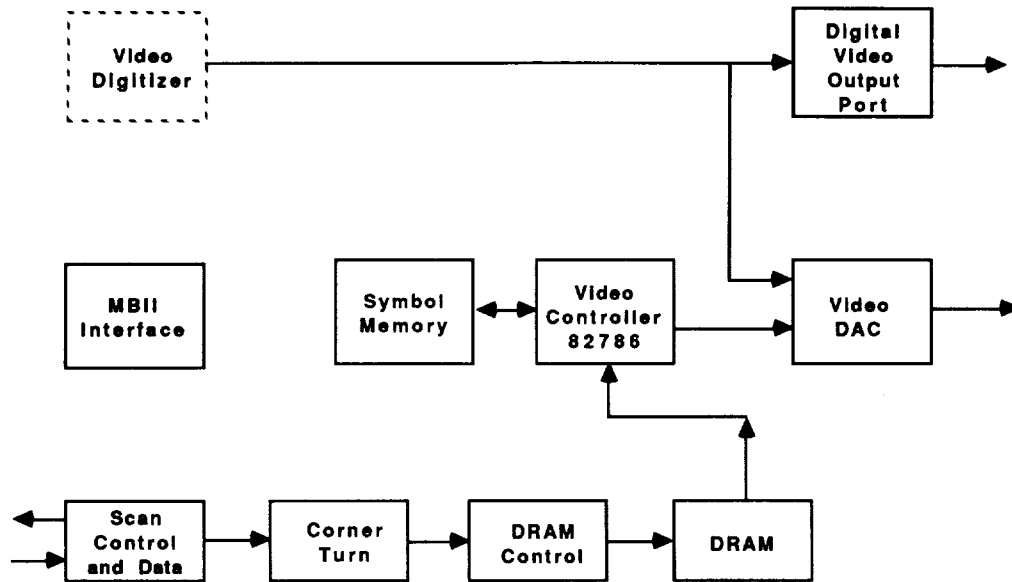 Video
Digitizer
Digital
Video
Output
Port
MBII
Interface
Symbol
Memory
Video
Controller
82786
Video
DAC
Scan
Control
and Data
Corner
Turn
DRAM
Control
DRAM